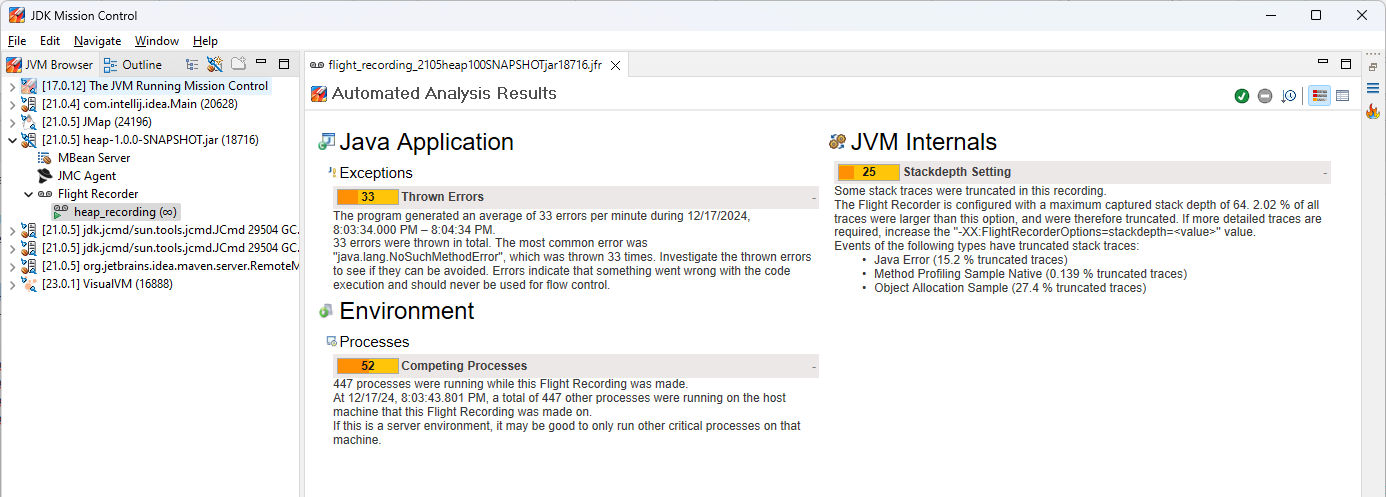 JDK Mission Control
File Edit Navigate Window Help
JVM Browser Outline
[17.0.12] The JVM Running Mission Control
[21.0.4] com.intellij.idea.Main (20628)
[21.0.5] JMap (24196)
[21.0.5] heap-1.0.0-SNAPSHOT.jar (18716)
MBean Server
JMC Agent
Flight Recorder
heap_recording (∞)
[21.0.5] jdk.jcmd/sun.tools.jcmd.JCmd 29504 GC.
[21.0.5] jdk.jcmd/sun.tools.jcmd.JCmd 29504 GC.
[21.0.5] org.jetbrains.idea.maven.server.RemoteM
[23.0.1] VisualVM (16888)
flight_recording_2105heap100SNAPSHOTjar18716.jfr
Automated Analysis Results
Java Application
Exceptions
33 Thrown Errors -
The program generated an average of 33 errors per minute during 12/17/2024,
8:03:34.000 PM – 8:04:34 PM.
33 errors were thrown in total. The most common error was
"java.lang.NoSuchMethodError", which was thrown 33 times. Investigate the thrown errors
to see if they can be avoided. Errors indicate that something went wrong with the code
execution and should never be used for flow control.
Environment
Processes
52 Competing Processes -
447 processes were running while this Flight Recording was made.
At 12/17/24, 8:03:43.801 PM, a total of 447 other processes were running on the host
machine that this Flight Recording was made on.
If this is a server environment, it may be good to only run other critical processes on that
machine.
JVM Internals
25 Stackdepth Setting -
Some stack traces were truncated in this recording.
The Flight Recorder is configured with a maximum captured stack depth of 64. 2.02 % of all
traces were larger than this option, and were therefore truncated. If more detailed traces are
required, increase the "-XX:FlightRecorderOptions=stackdepth=<value>" value.
Events of the following types have truncated stack traces:
• Java Error (15.2 % truncated traces)
• Method Profiling Sample Native (0.139 % truncated traces)
• Object Allocation Sample (27.4 % truncated traces)